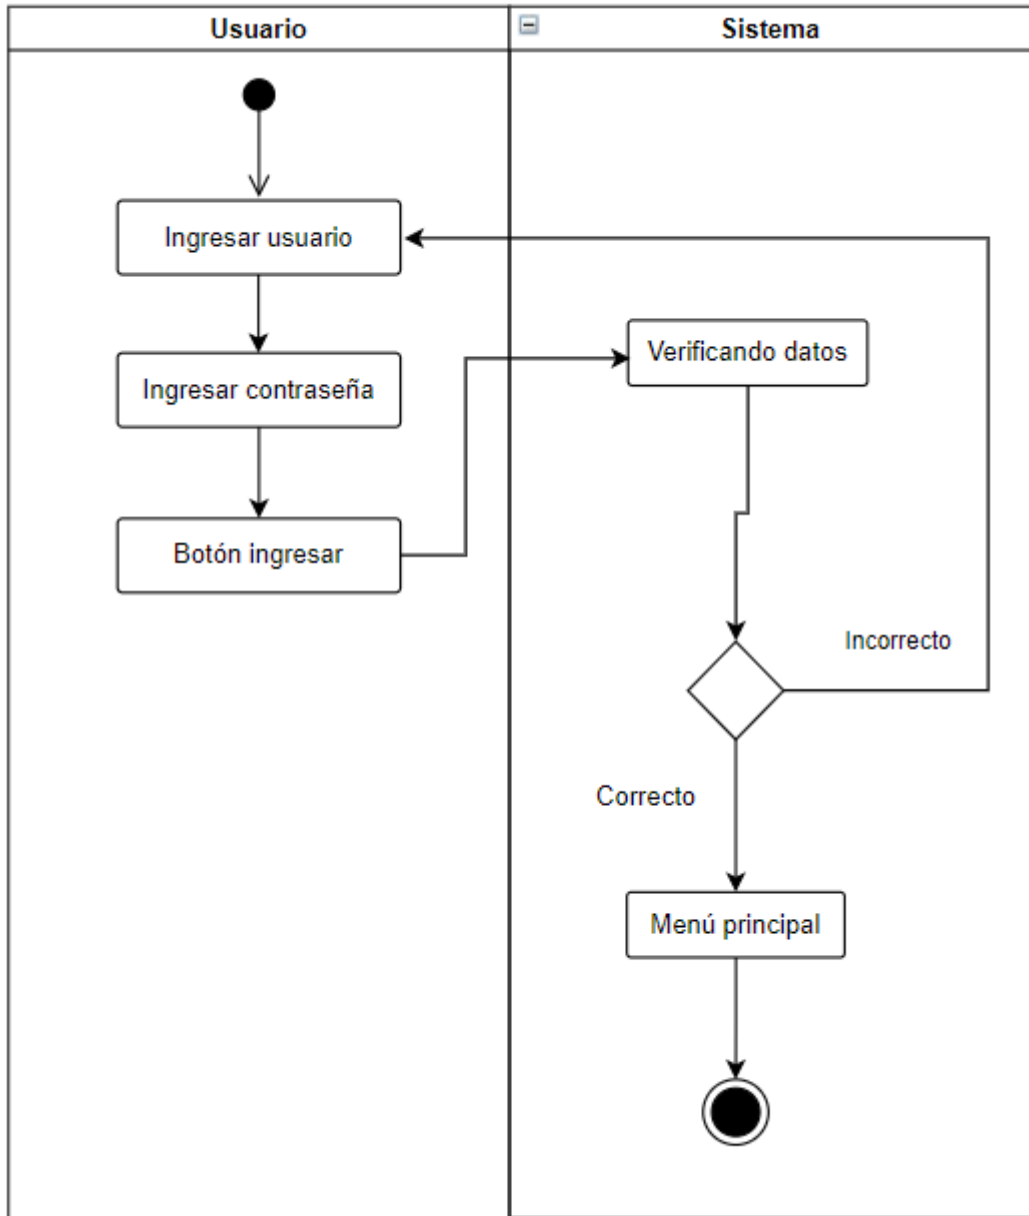 Usuario
Sistema
Ingresar usuario
Verificando datos
Ingresar contraseña
Botón ingresar
Incorrecto
Correcto
Menú principal